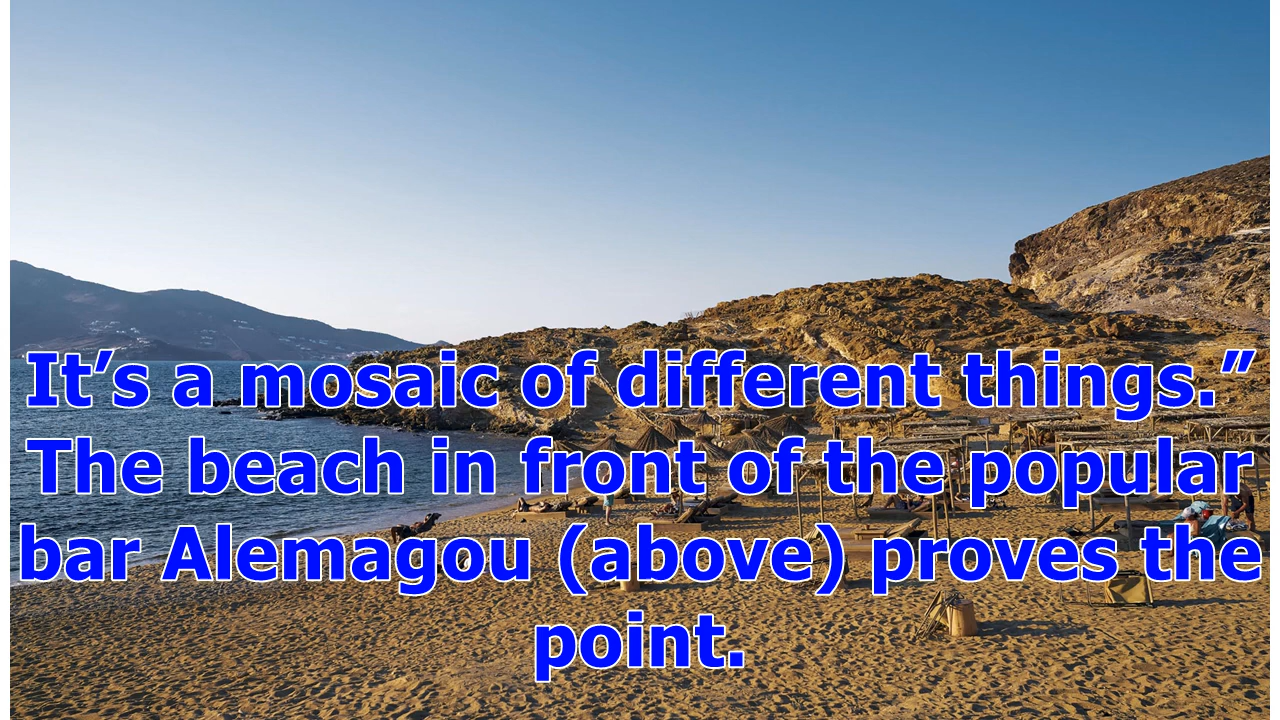 It’s a mosaic of different things.”
The beach in front of the popular
bar Alemagou (above) proves the
point.